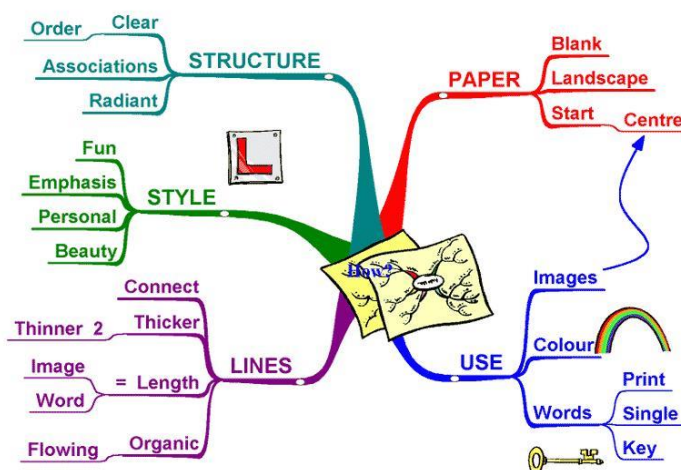 STRUCTURE
Clear
Order
Associations
Radiant
PAPER
Blank
Landscape
Start
Centre
STYLE
Fun
Emphasis
Personal
Beauty
L
How?
LINES
Connect
Thicker
Thinner 2
= Length
Image
Word
Organic
Flowing
USE
Images
Colour
Words
Print
Single
Key